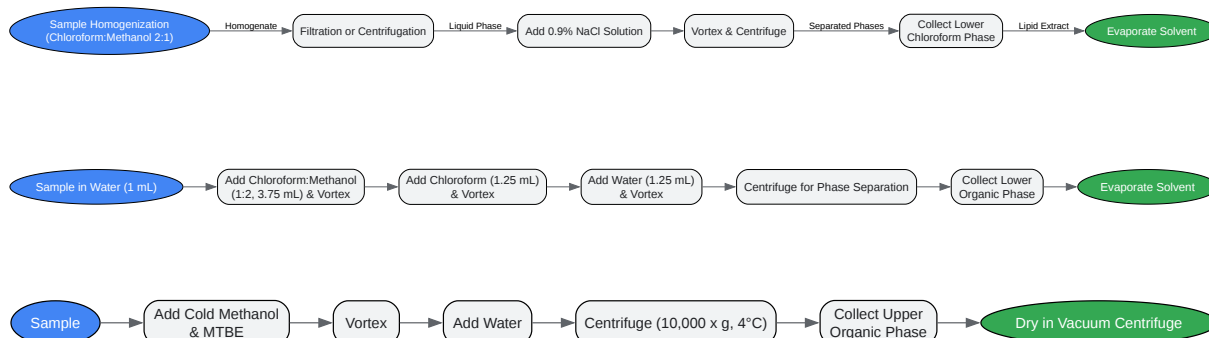 Sample Homogenization
(Chloroform:Methanol 2:1)
Homogenate
Filtration or Centrifugation
Liquid Phase
Add 0.9% NaCl Solution
Vortex & Centrifuge
Separated Phases
Collect Lower
Chloroform Phase
Lipid Extract
Evaporate Solvent
Sample in Water (1 mL)
Add Chloroform:Methanol
(1:2, 3.75 mL) & Vortex
Add Chloroform (1.25 mL)
& Vortex
Add Water (1.25 mL)
& Vortex
Centrifuge for Phase Separation
Collect Lower
Organic Phase
Evaporate Solvent
Sample
Add Cold Methanol
& MTBE
Vortex
Add Water
Centrifuge (10,000 x g, 4°C)
Collect Upper
Organic Phase
Dry in Vacuum Centrifuge